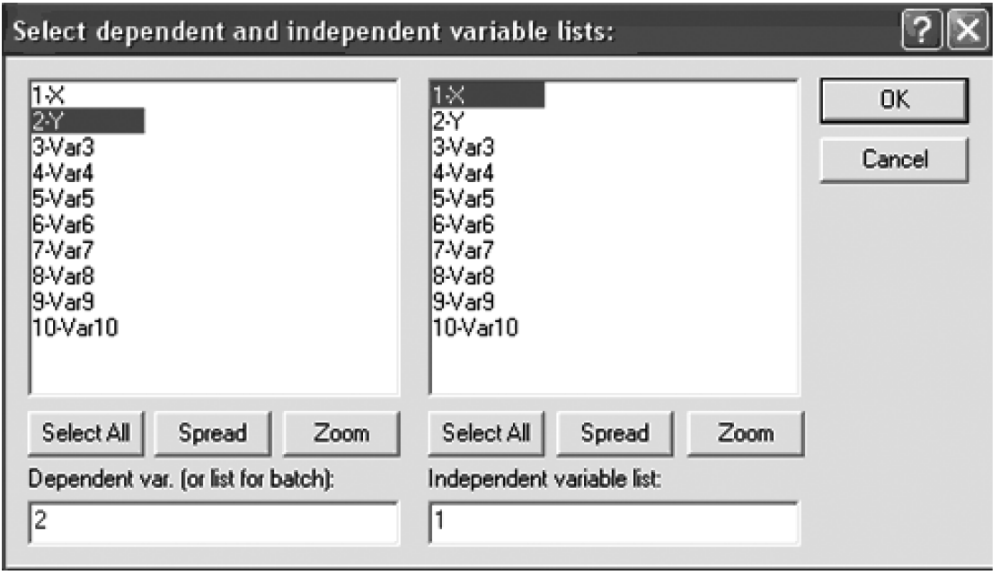 Select dependent and independent variable lists:
1-X
2-Y
3-Var3
4-Var4
5-Var5
6-Var6
7-Var7
8-Var8
9-Var9
10-Var10
1-X
2-Y
3-Var3
4-Var4
5-Var5
6-Var6
7-Var7
8-Var8
9-Var9
10-Var10
OK
Cancel
Select All Spread Zoom
Select All Spread Zoom
Dependent var. (or list for batch):
2
Independent variable list:
1